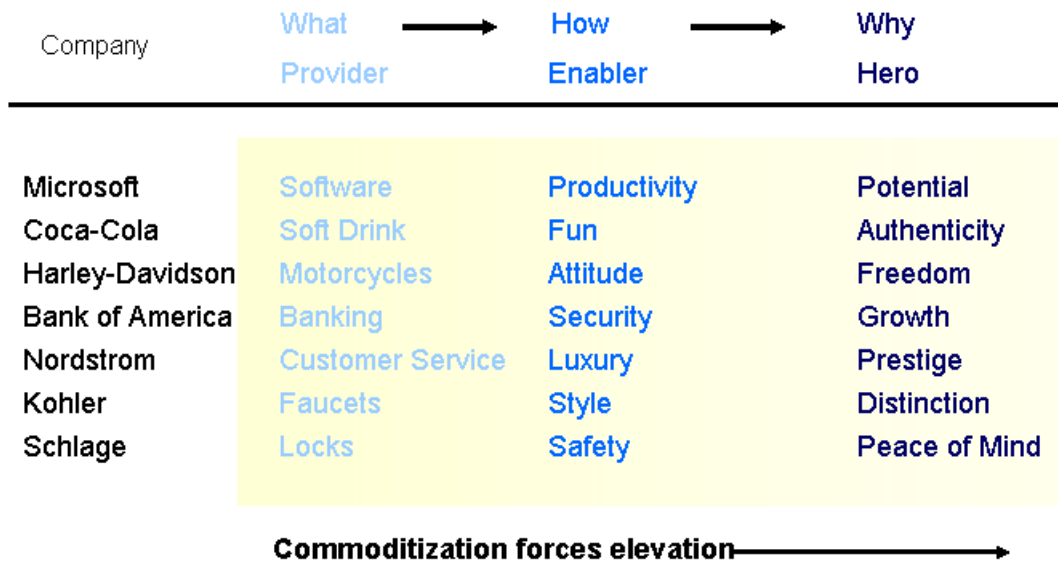 Company What How Why
Provider Enabler Hero
Microsoft Software Productivity Potential
Coca-Cola Soft Drink Fun Authenticity
Harley-Davidson Motorcycles Attitude Freedom
Bank of America Banking Security Growth
Nordstrom Customer Service Luxury Prestige
Kohler Faucets Style Distinction
Schlage Locks Safety Peace of Mind
Commoditization forces elevation